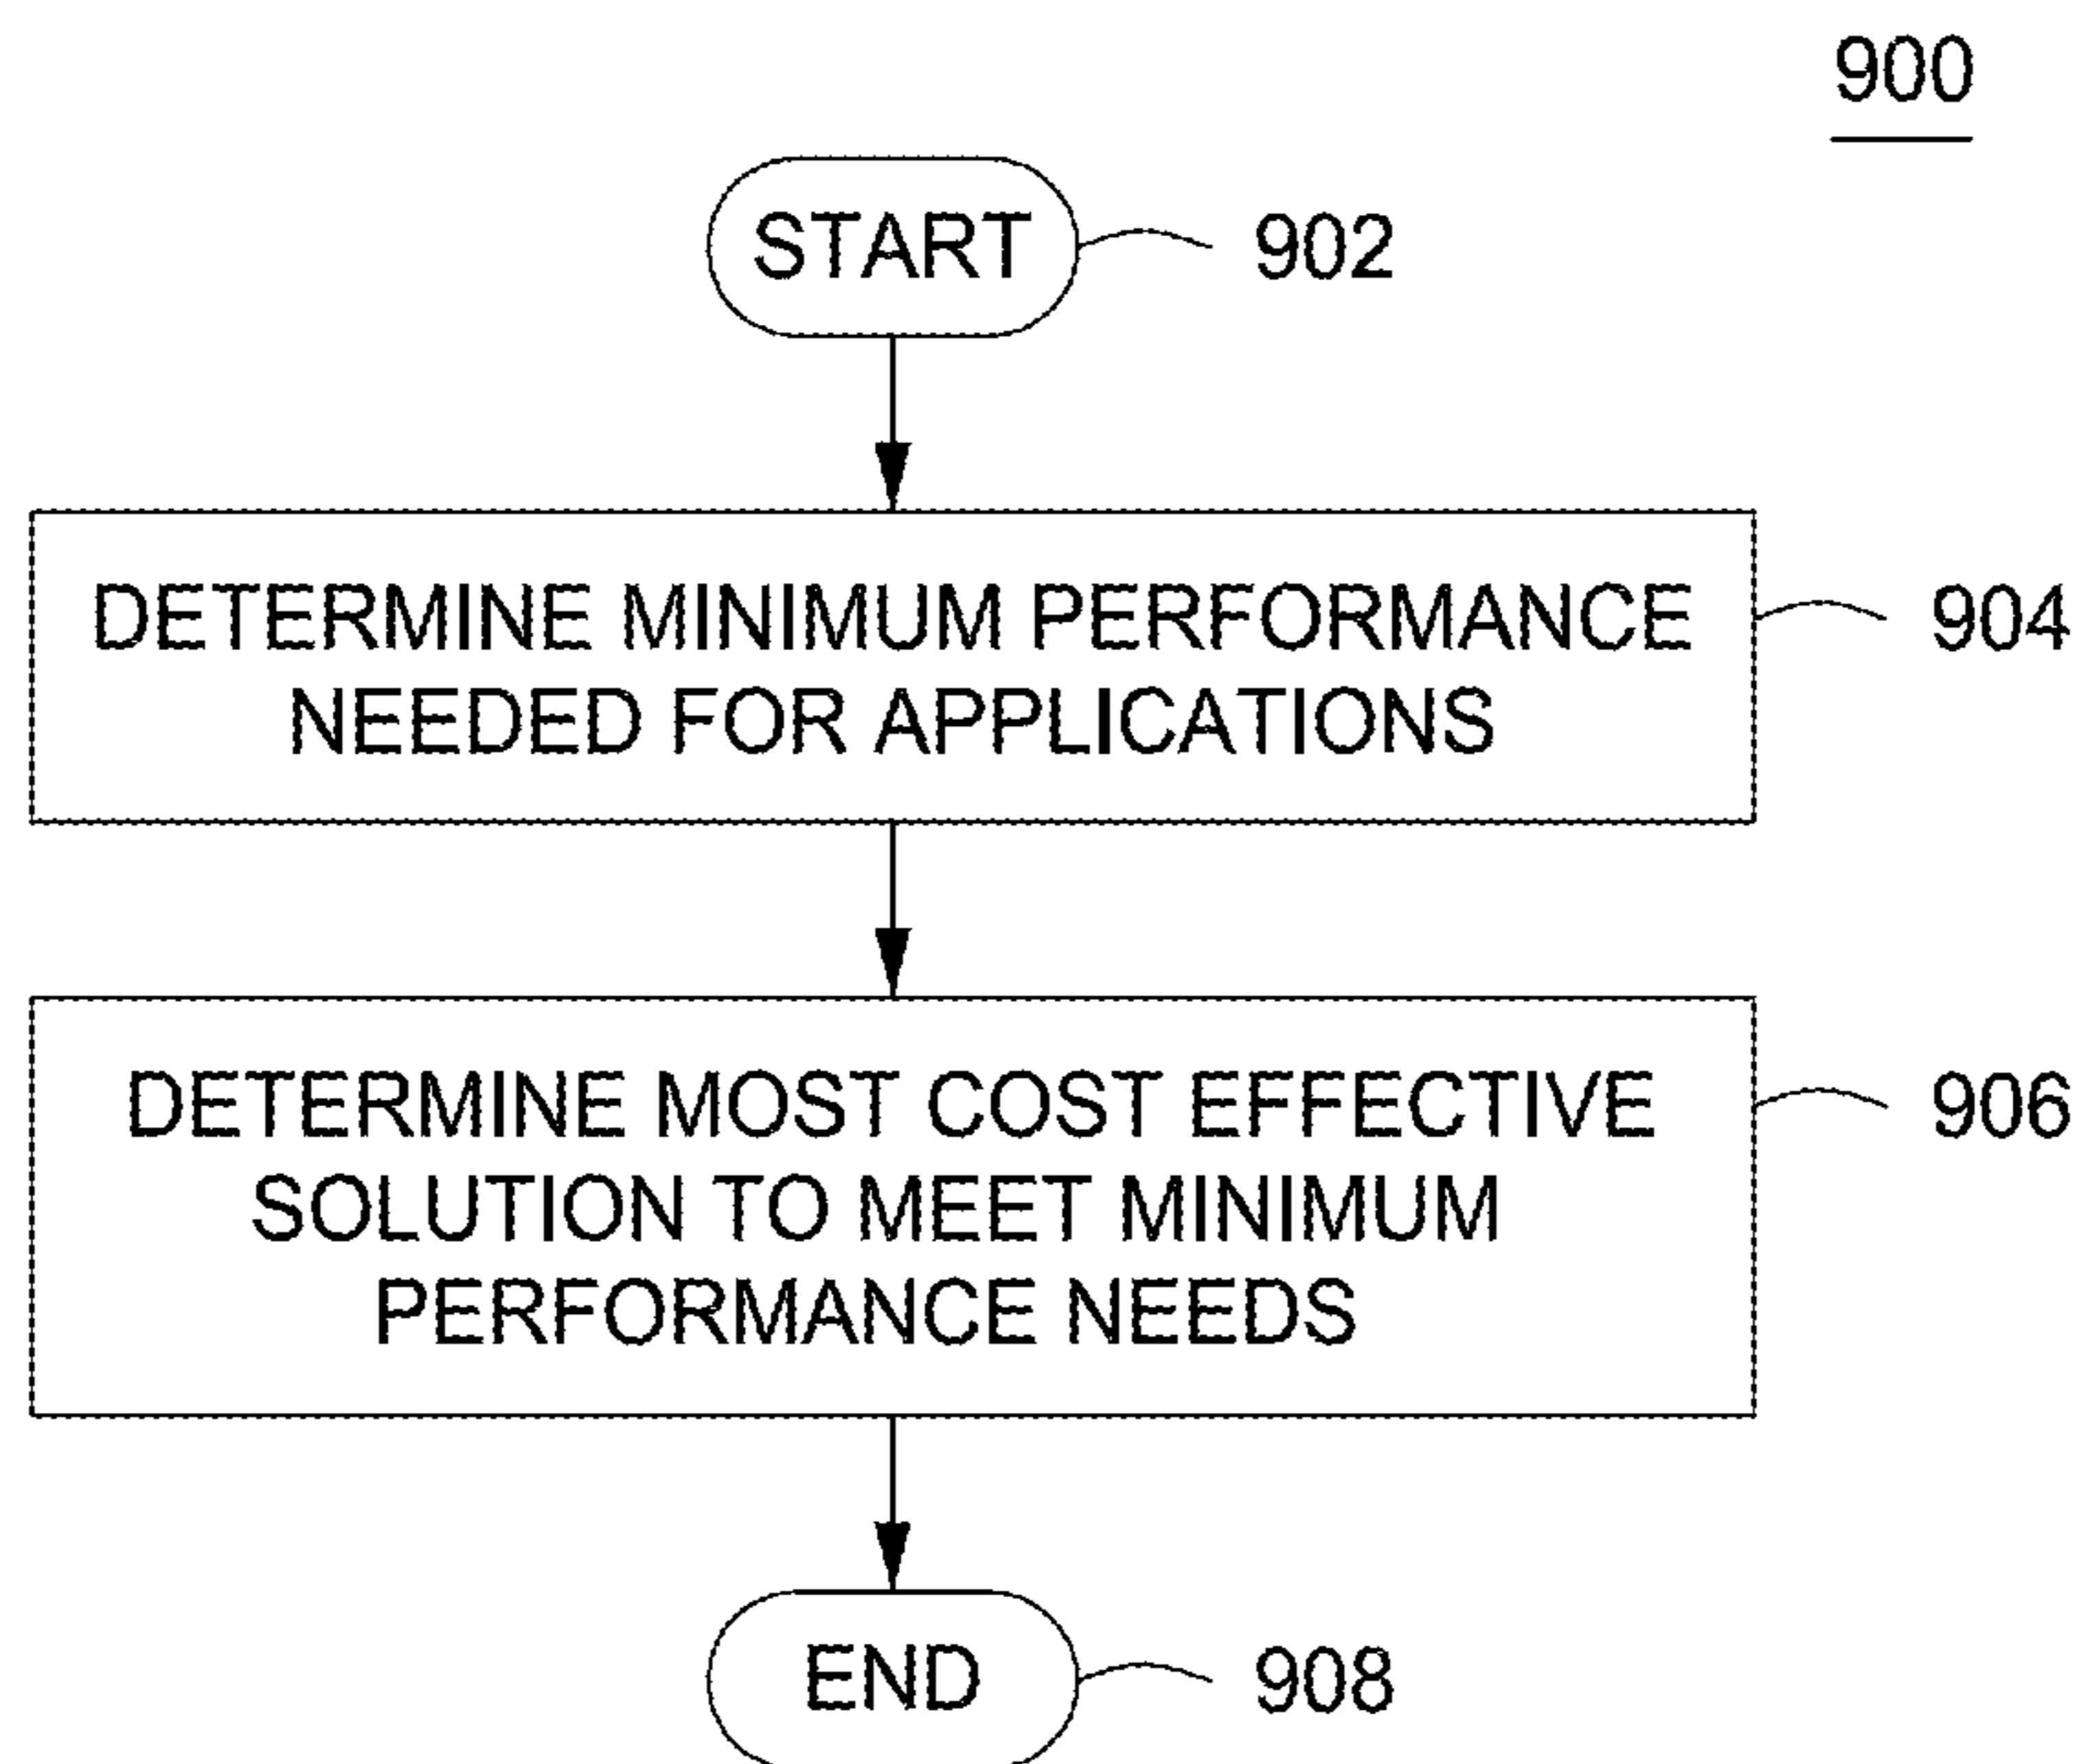 900
START
902
DETERMINE MINIMUM PERFORMANCE
NEEDED FOR APPLICATIONS
904
DETERMINE MOST COST EFFECTIVE
SOLUTION TO MEET MINIMUM
PERFORMANCE NEEDS
906
END
908